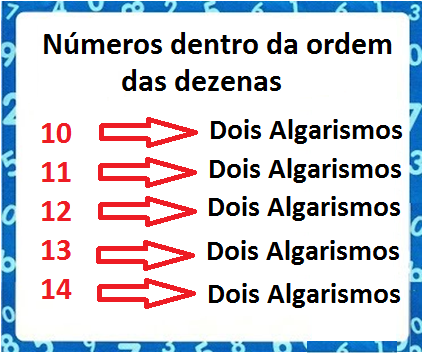 Números dentro da ordem
das dezenas
10 Dois Algarismos
11 Dois Algarismos
12 Dois Algarismos
13 Dois Algarismos
14 Dois Algarismos